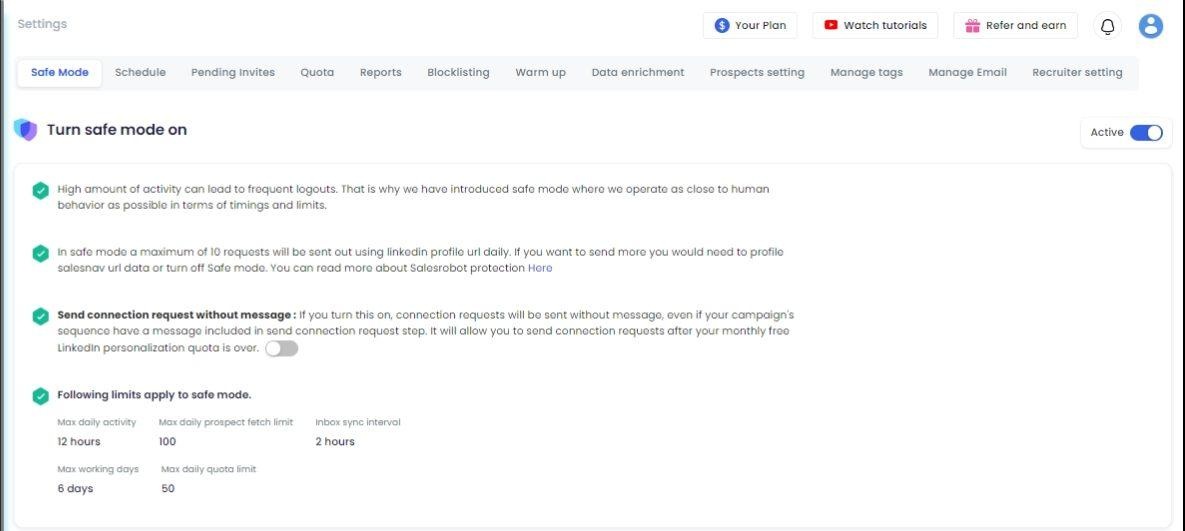 Settings
Your Plan
Watch tutorials
Refer and earn
Safe Mode
Schedule
Pending Invites
Quota
Reports
Blocklisting
Warm up
Data enrichment
Prospects setting
Manage tags
Manage Email
Recruiter setting
Turn safe mode on
Active
High amount of activity can lead to frequent logouts. That is why we have introduced safe mode where we operate as close to human
behavior as possible in terms of timings and limits.
In safe mode a maximum of 10 requests will be sent out using linkedin profile url daily. If you want to send more you would need to profile
salesnav url data or turn off Safe mode. You can read more about Salesrobot protection Here
Send connection request without message : If you turn this on, connection requests will be sent without message, even if your campaign's
sequence have a message included in send connection request step. It will allow you to send connection requests after your monthly free
LinkedIn personalization quota is over.
Following limits apply to safe mode.
Max daily activity
12 hours
Max daily prospect fetch limit
100
Inbox sync interval
2 hours
Max working days
6 days
Max daily quota limit
50